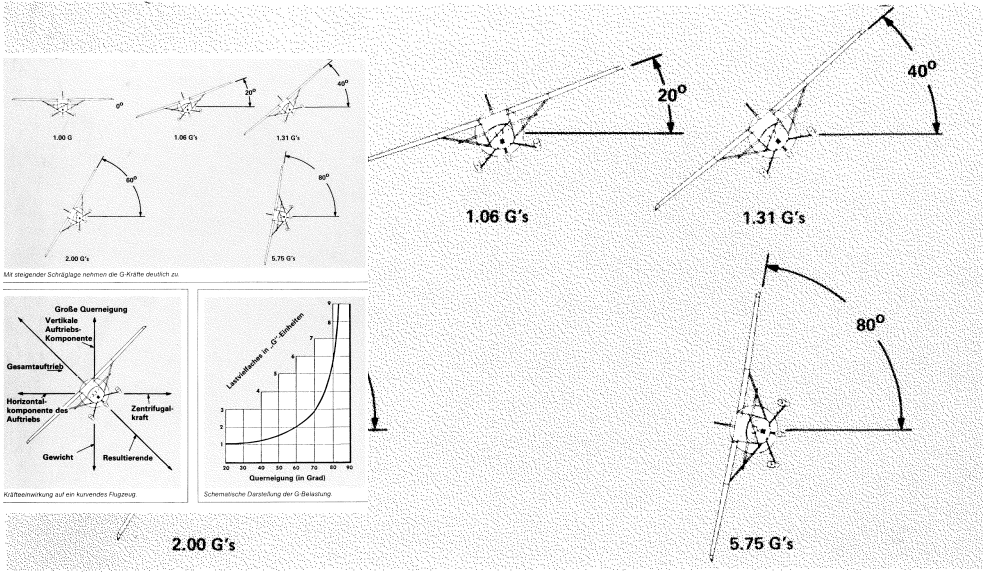 0°
20°
40°
1.00 G
1.06 G's
1.31 G's
60°
80°
2.00 G's
5.75 G's
Mit steigender Schräglage nehmen die G-Kräfte deutlich zu.
Große Querneigung
Vertikale
Auftriebs-
Komponente
Gesamtauftrieb
Horizontal-
komponente des
Auftriebs
Zentrifugal-
kraft
Gewicht
Resultierende
Kräfteeinwirkung auf ein kurvendes Flugzeug.
Lastvielfaches in „G"-Einheiten
9
8
7
6
5
4
3
2
1
20 30 40 50 60 70 80 90
Querneigung (in Grad)
Schematische Darstellung der G-Belastung.
20°
40°
1.06 G's
1.31 G's
80°
2.00 G's
5.75 G's